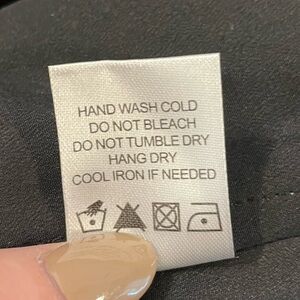 HAND WASH COLD
DO NOT BLEACH
DO NOT TUMBLE DRY
HANG DRY
COOL IRON IF NEEDED